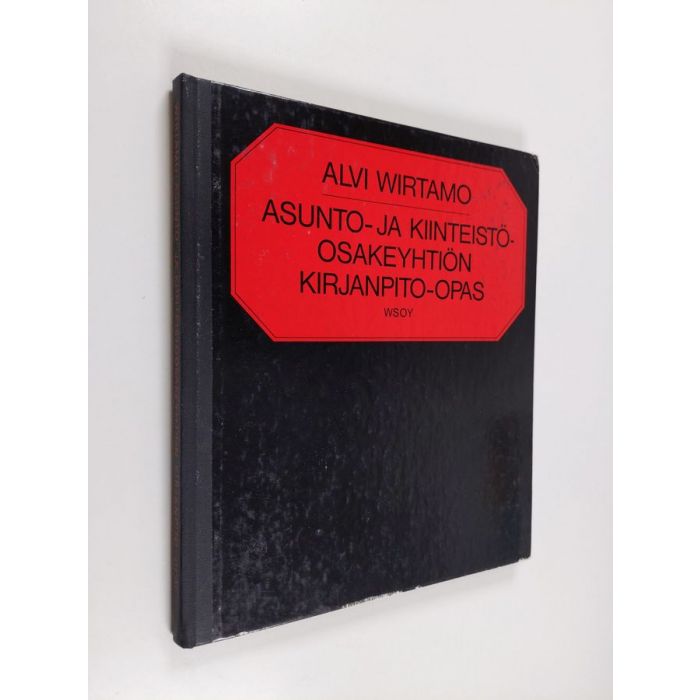 ALVI WIRTAMO
ASUNTO- JA KIINTEISTÖ-
OSAKEYHTIÖN
KIRJANPITO-OPAS
WSOY